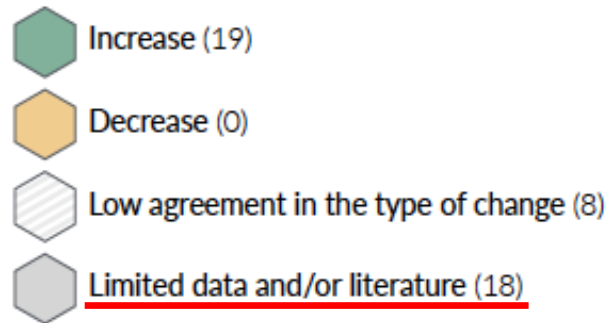 Increase (19)
Decrease (0)
Low agreement in the type of change (8)
Limited data and/or literature (18)